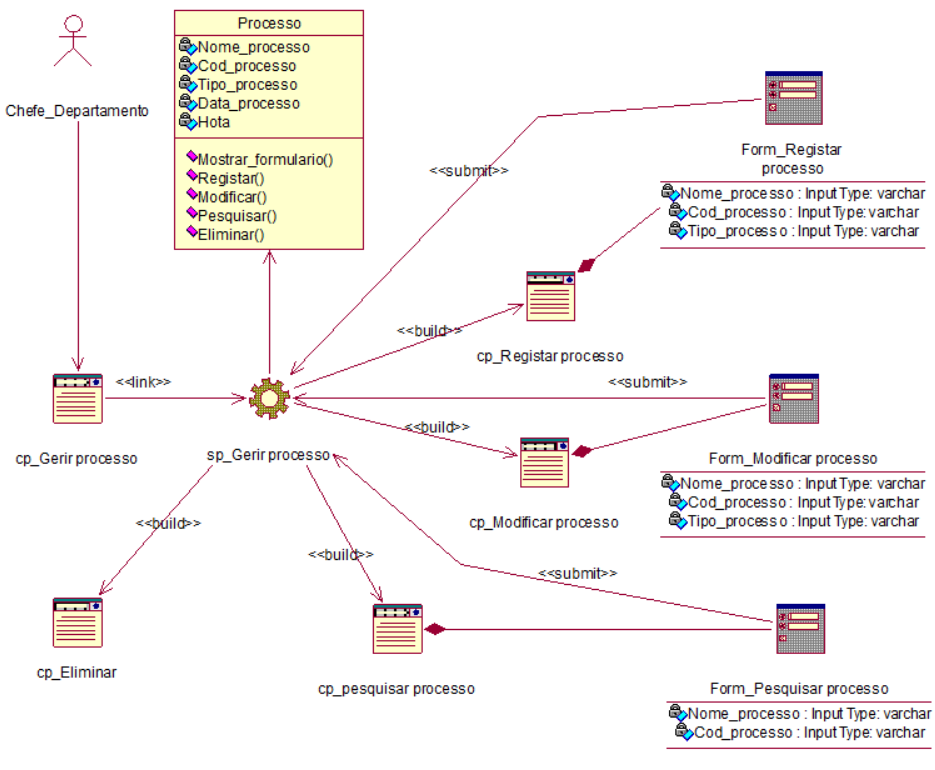 Chefe_Departamento
Processo
Nome_processo
Cod_processo
Tipo_processo
Data_processo
Hota
Mostrar_formulario()
Registar()
Modificar()
Pesquisar()
Eliminar()
<<submit>>
Form_Registar
processo
Nome_processo : Input Type: varchar
Cod_processo : Input Type: varchar
Tipo_processo : Input Type: varchar
<<build>>
cp_Registar processo
<<link>>
cp_Gerir processo
sp_Gerir processo
<<submit>>
<<build>>
cp_Modificar processo
Form_Modificar processo
Nome_processo : Input Type: varchar
Cod_processo : Input Type: varchar
Tipo_processo : Input Type: varchar
<<build>>
<<build>>
<<submit>>
cp_Eliminar
cp_pesquisar processo
Form_Pesquisar processo
Nome_processo : Input Type: varchar
Cod_processo : Input Type: varchar